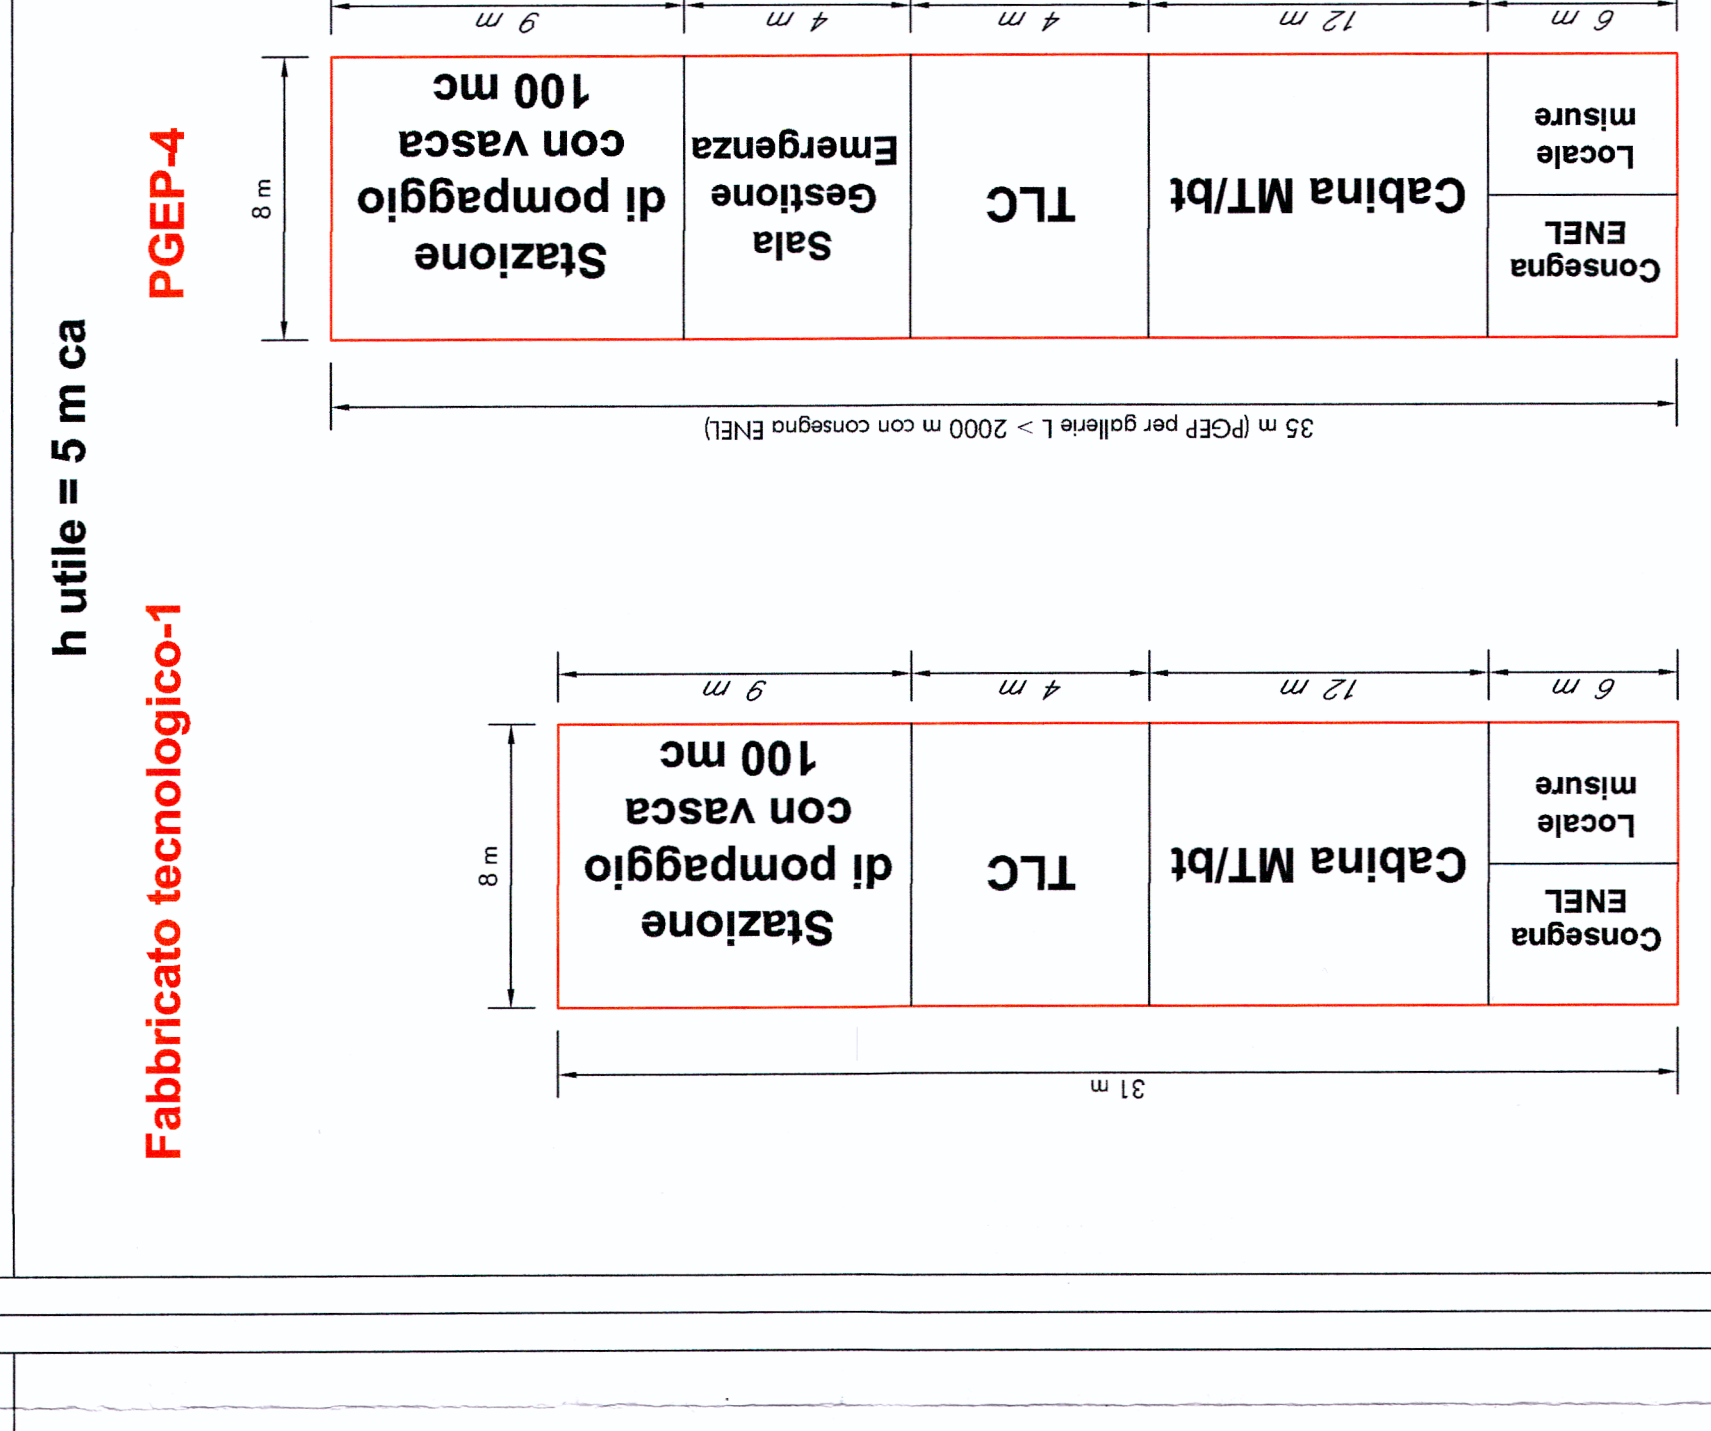 h utile = 5 m ca
Fabbricato tecnologico-1
31 m
8 m
Consegna
ENEL
Locale
misure
Cabina MT/bt
TLC
Stazione
di pompaggio
con vasca
100 mc
6 m
12 m
4 m
9 m
PGEP-4
35 m (PGEP per gallerie L > 2000 m con consegna ENEL)
8 m
Consegna
ENEL
Locale
misure
Cabina MT/bt
TLC
Sala
Gestione
Emergenza
Stazione
di pompaggio
con vasca
100 mc
6 m
12 m
4 m
4 m
9 m